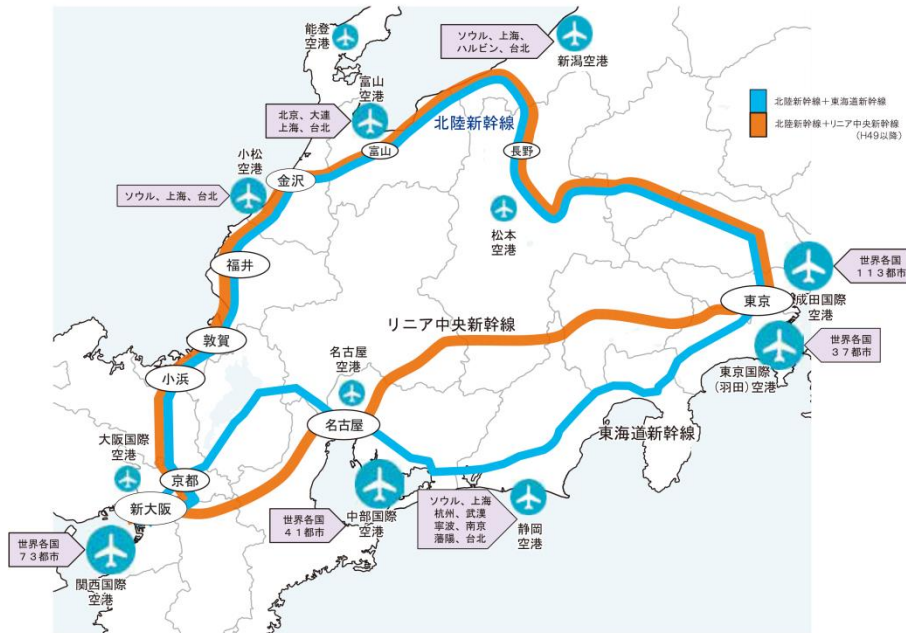 能登
空港
ソウル、上海、
ハルビン、台北
新潟空港
富山
空港
北京、大連
上海、台北
北陸新幹線
北陸新幹線+東海道新幹線
北陸新幹線+リニア中央新幹線
(H49以降)
富山
長野
小松
空港
金沢
ソウル、上海、台北
松本
空港
福井
世界各国
113都市
成田国際
空港
東京
敦賀
リニア中央新幹線
世界各国
37都市
名古屋
空港
東京国際
(羽田)空港
小浜
名古屋
東海道新幹線
大阪国際
空港
京都
新大阪
世界各国
41都市
中部国際
空港
ソウル、上海
杭州、武漢
寧波、南京
藩陽、台北
静岡
空港
世界各国
73都市
関西国際
空港